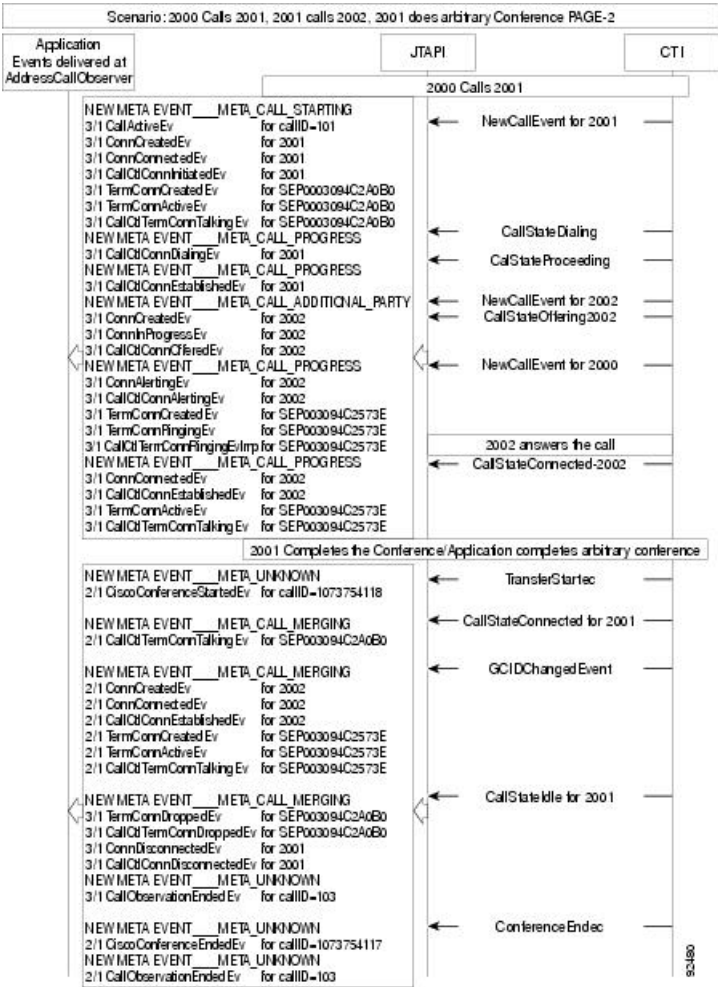 Scenario: 2000 Calls 2001, 2001 calls 2002, 2001 does arbitrary Conference PAGE-2
Application
Events delivered at
AddressCallObserver
JTAPI
CTI
2000 Calls 2001
NEW META EVENT____META_CALL_STARTING
3/1 CallActiveEv for callID=101
3/1 ConnCreatedEv for 2001
3/1 ConnConnectedEv for 2001
3/1 CallCtlConnInitiatedEv for 2001
3/1 TermConnCreatedEv for SEP0003094C2A0B0
3/1 TermConnActiveEv for SEP0003094C2A0B0
3/1 CallCtlTermConnTalkingEv for SEP0003094C2A0B0
NEW META EVENT____META_CALL_PROGRESS
3/1 CallCtlConnDialingEv for 2001
NEW META EVENT____META_CALL_PROGRESS
3/1 CallCtlConnEstablishedEv for 2001
NEW META EVENT____META_CALL_ADDITIONAL_PARTY
3/1 ConnCreatedEv for 2002
3/1 ConnInProgressEv for 2002
3/1 CallCtlConnOfferedEv for 2002
NEW META EVENT____META_CALL_PROGRESS
3/1 ConnAlertingEv for 2002
3/1 CallCtlConnAlertingEv for 2002
3/1 TermConnCreatedEv for SEP003094C2573E
3/1 TermConnRingingEv for SEP003094C2573E
3/1 CallCtlTermConnRingingEvImp for SEP003094C2573E
NEW META EVENT____META_CALL_PROGRESS
3/1 ConnConnectedEv for 2002
3/1 CallCtlConnEstablishedEv for 2002
3/1 TermConnActiveEv for SEP003094C2573E
3/1 CallCtlTermConnTalkingEv for SEP003094C2573E
NewCallEvent for 2001
CallStateDialing
CalStateProceeding
NewCallEvent for 2002
CallStateOffering2002
NewCallEvent for 2000
2002 answers the call
CallStateConnected-2002
2001 Completes the Conference/Application completes arbitrary conference
NEW META EVENT____META_UNKNOWN
2/1 CiscoConferenceStartedEv for callID=1073754118
NEW META EVENT____META_CALL_MERGING
2/1 CallCtlTermConnTalkingEv for SEP003094C2A0B0
NEW META EVENT____META_CALL_MERGING
2/1 ConnCreatedEv for 2002
2/1 ConnConnectedEv for 2002
2/1 CallCtlConnEstablishedEv for 2002
2/1 TermConnCreatedEv for SEP003094C2573E
2/1 TermConnActiveEv for SEP003094C2573E
2/1 CallCtlTermConnTalkingEv for SEP003094C2573E
NEW META EVENT____META_CALL_MERGING
3/1 TermConnDroppedEv for SEP003094C2A0B0
3/1 CallCtlTermConnDroppedEv for SEP003094C2A0B0
3/1 ConnDisconnectedEv for 2001
3/1 CallCtlConnDisconnectedEv for 2001
NEW META EVENT____META_UNKNOWN
3/1 CallObservationEndedEv for callID=103
NEW META EVENT____META_UNKNOWN
2/1 CiscoConferenceEndedEv for callID=1073754117
NEW META EVENT____META_UNKNOWN
2/1 CallObservationEndedEv for callID=103
TransferStartec
CallStateConnected for 2001
GCIDChangedEvent
CallStateIdle for 2001
ConferenceEndec
92480